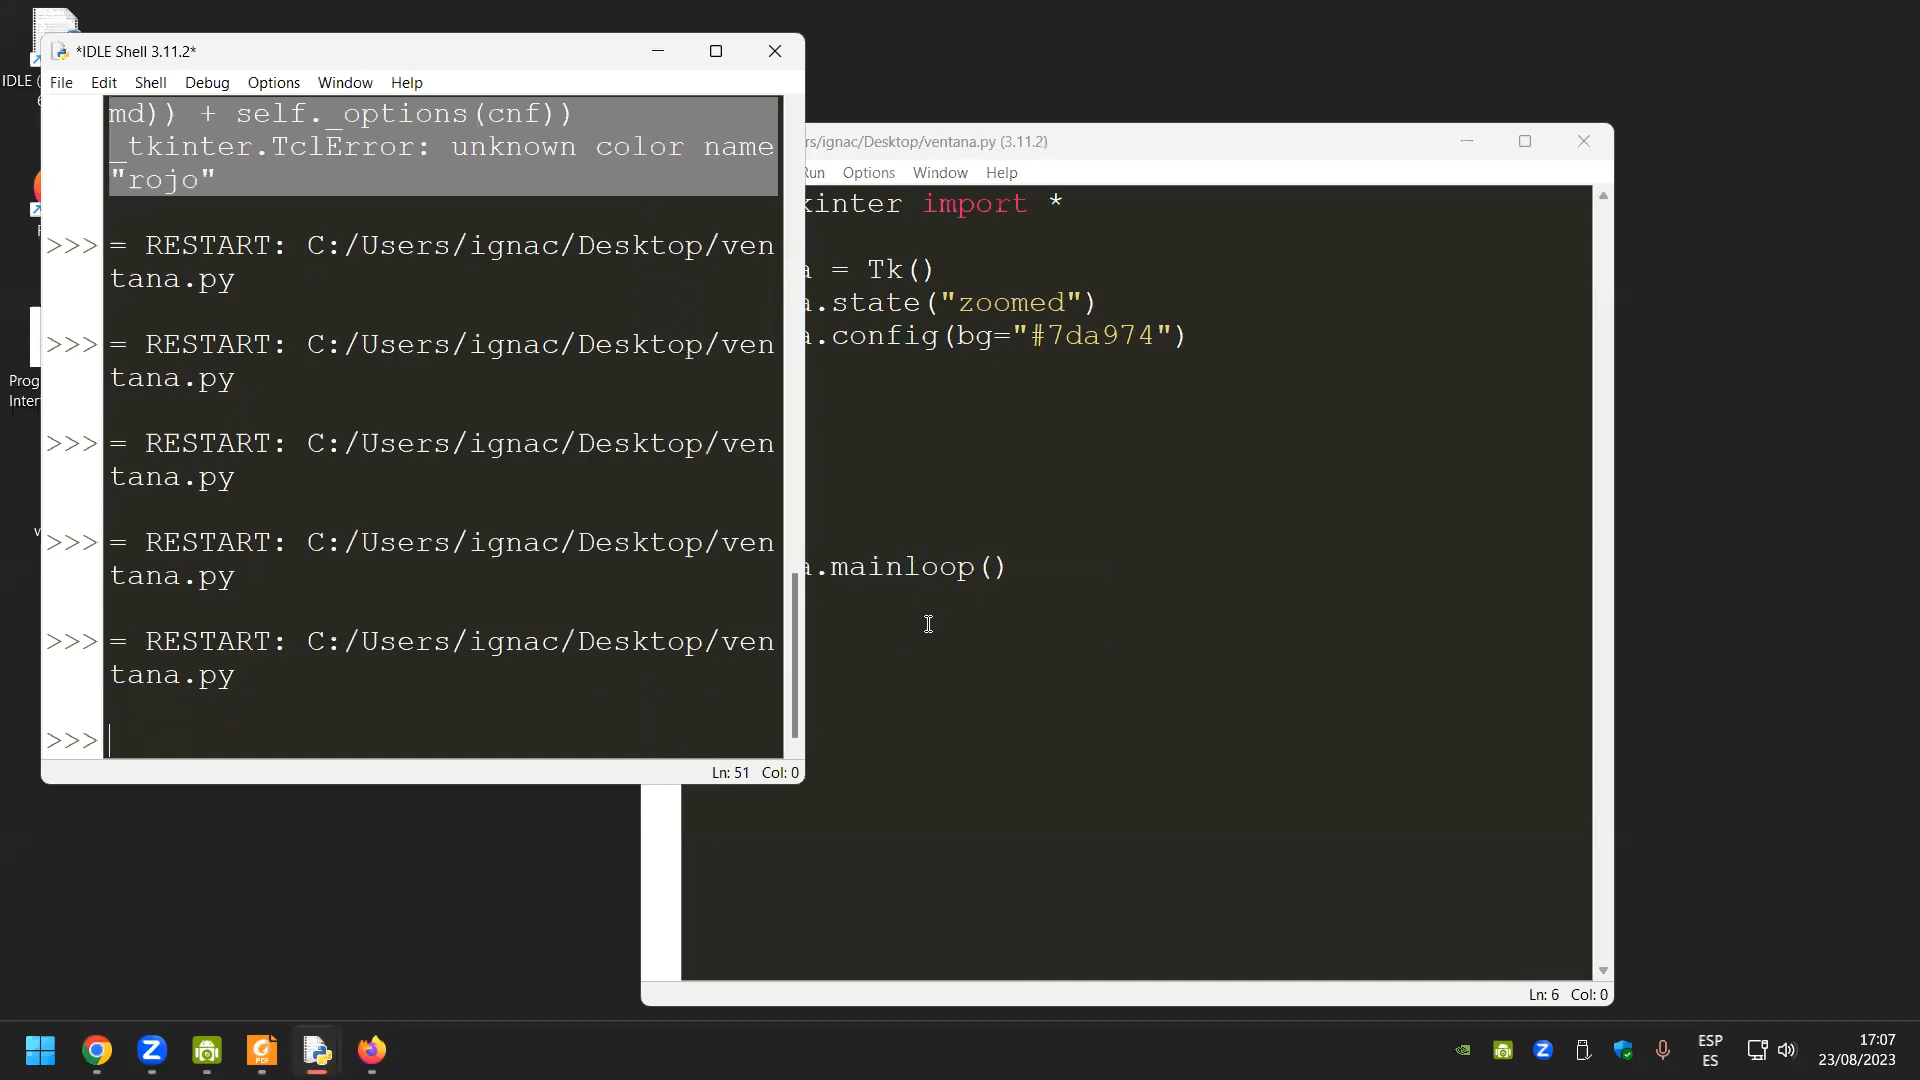 *IDLE Shell 3.11.2*
File Edit Shell Debug Options Window Help
md)) + self._options(cnf))
_tkinter.TclError: unknown color name
"rojo"
>>> = RESTART: C:/Users/ignac/Desktop/ven
tana.py
>>> = RESTART: C:/Users/ignac/Desktop/ven
tana.py
>>> = RESTART: C:/Users/ignac/Desktop/ven
tana.py
>>> = RESTART: C:/Users/ignac/Desktop/ven
tana.py
>>> = RESTART: C:/Users/ignac/Desktop/ven
tana.py
>>>
Ln: 51 Col: 0
rs/ignac/Desktop/ventana.py (3.11.2)
Run Options Window Help
kinter import *
a = Tk()
a.state("zoomed")
a.config(bg="#7da974")
a.mainloop()
Ln: 6 Col: 0
IDLE (
6
F
Prog
Inter
v
ESP
ES
17:07
23/08/2023